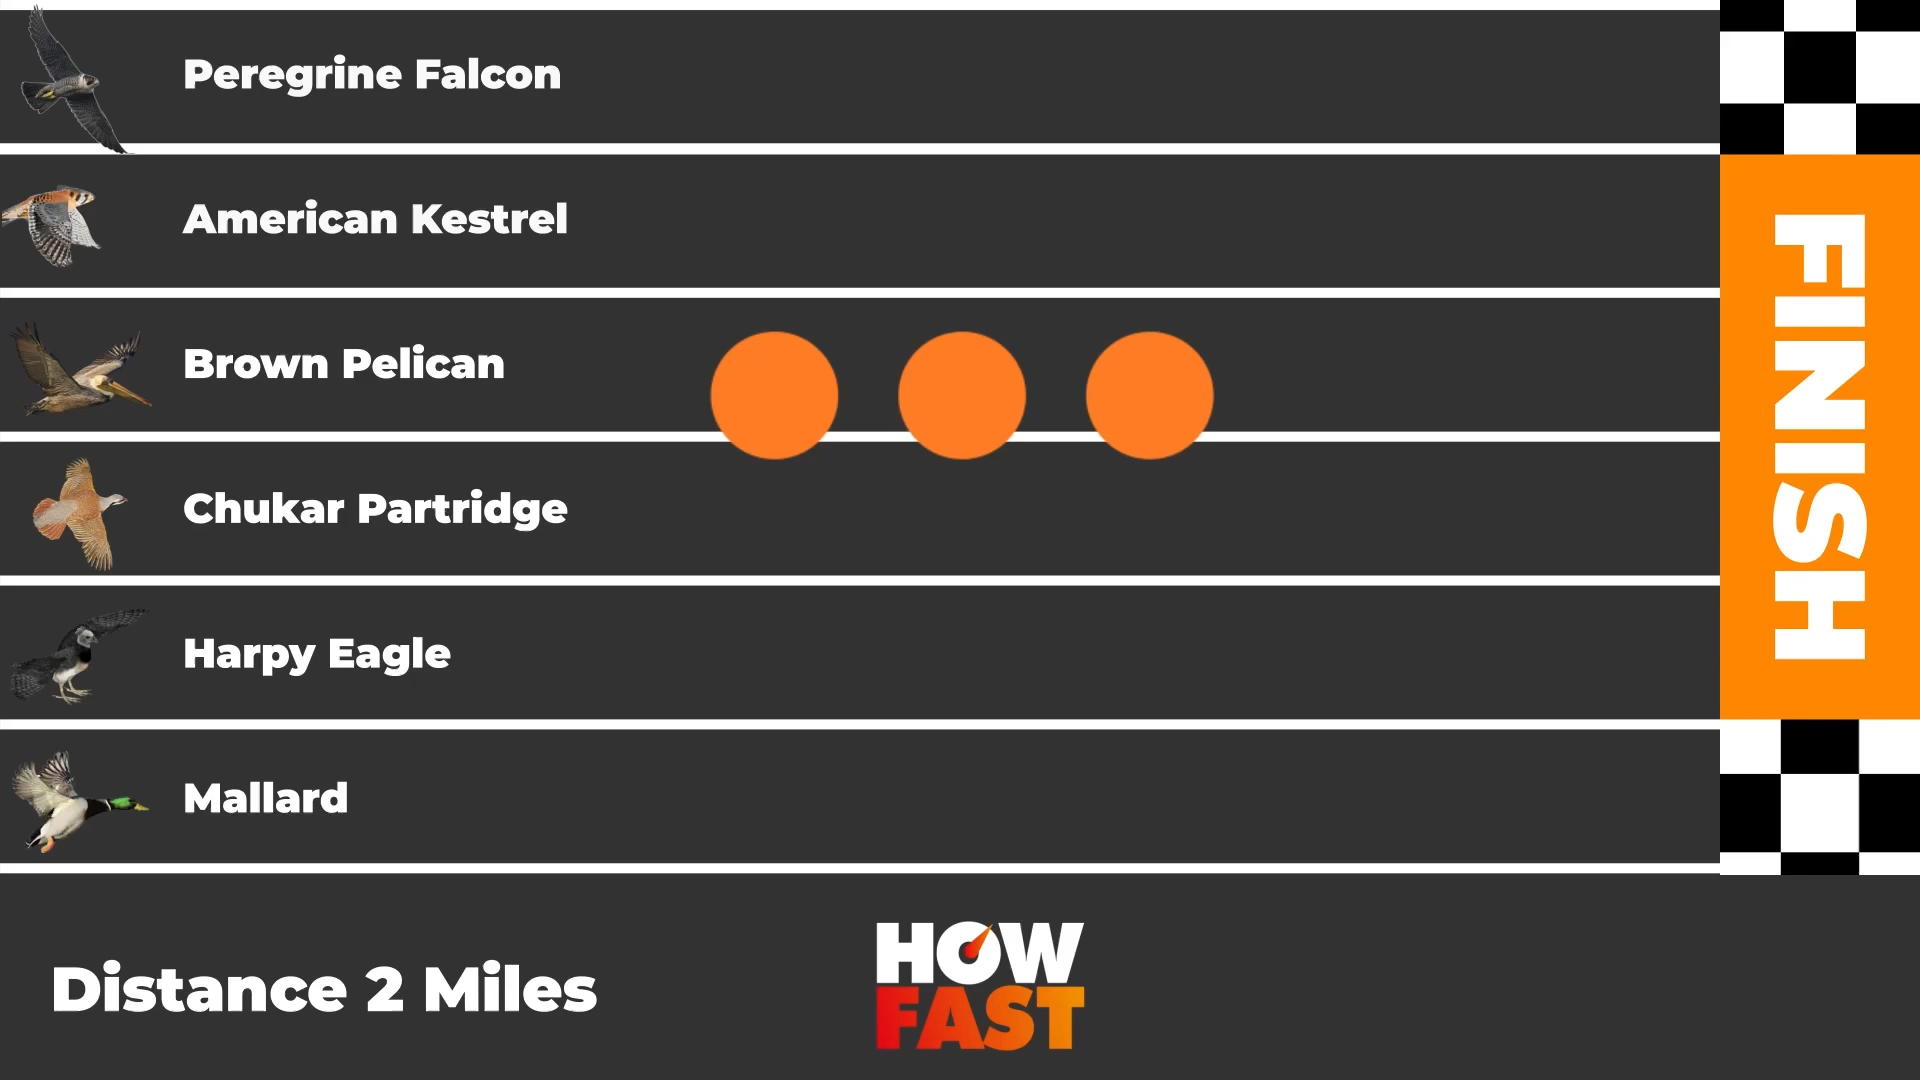 Peregrine Falcon
American Kestrel
Brown Pelican
Chukar Partridge
Harpy Eagle
Mallard
FINISH
Distance 2 Miles
HOW
FAST